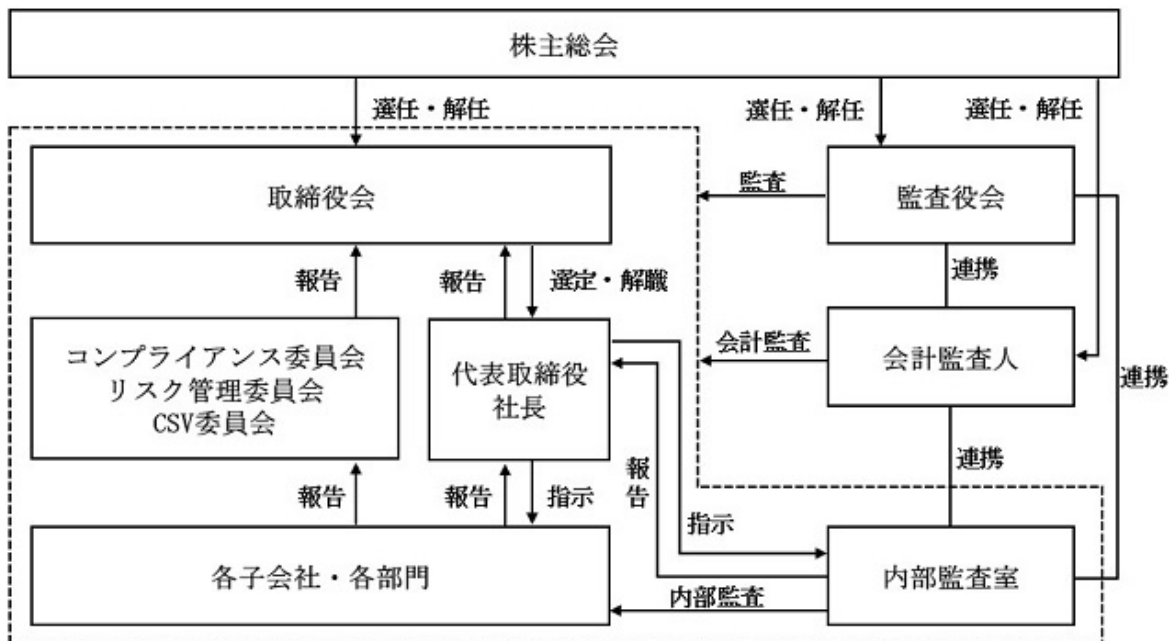 株主総会
選任・解任
選任・解任
選任・解任
取締役会
監査
監査役会
報告
報告
選定・解職
連携
コンプライアンス委員会
リスク管理委員会
CSV委員会
代表取締役
社長
会計監査
会計監査人
連携
報告
報告
指示
報告
指示
連携
各子会社・各部門
内部監査
内部監査室